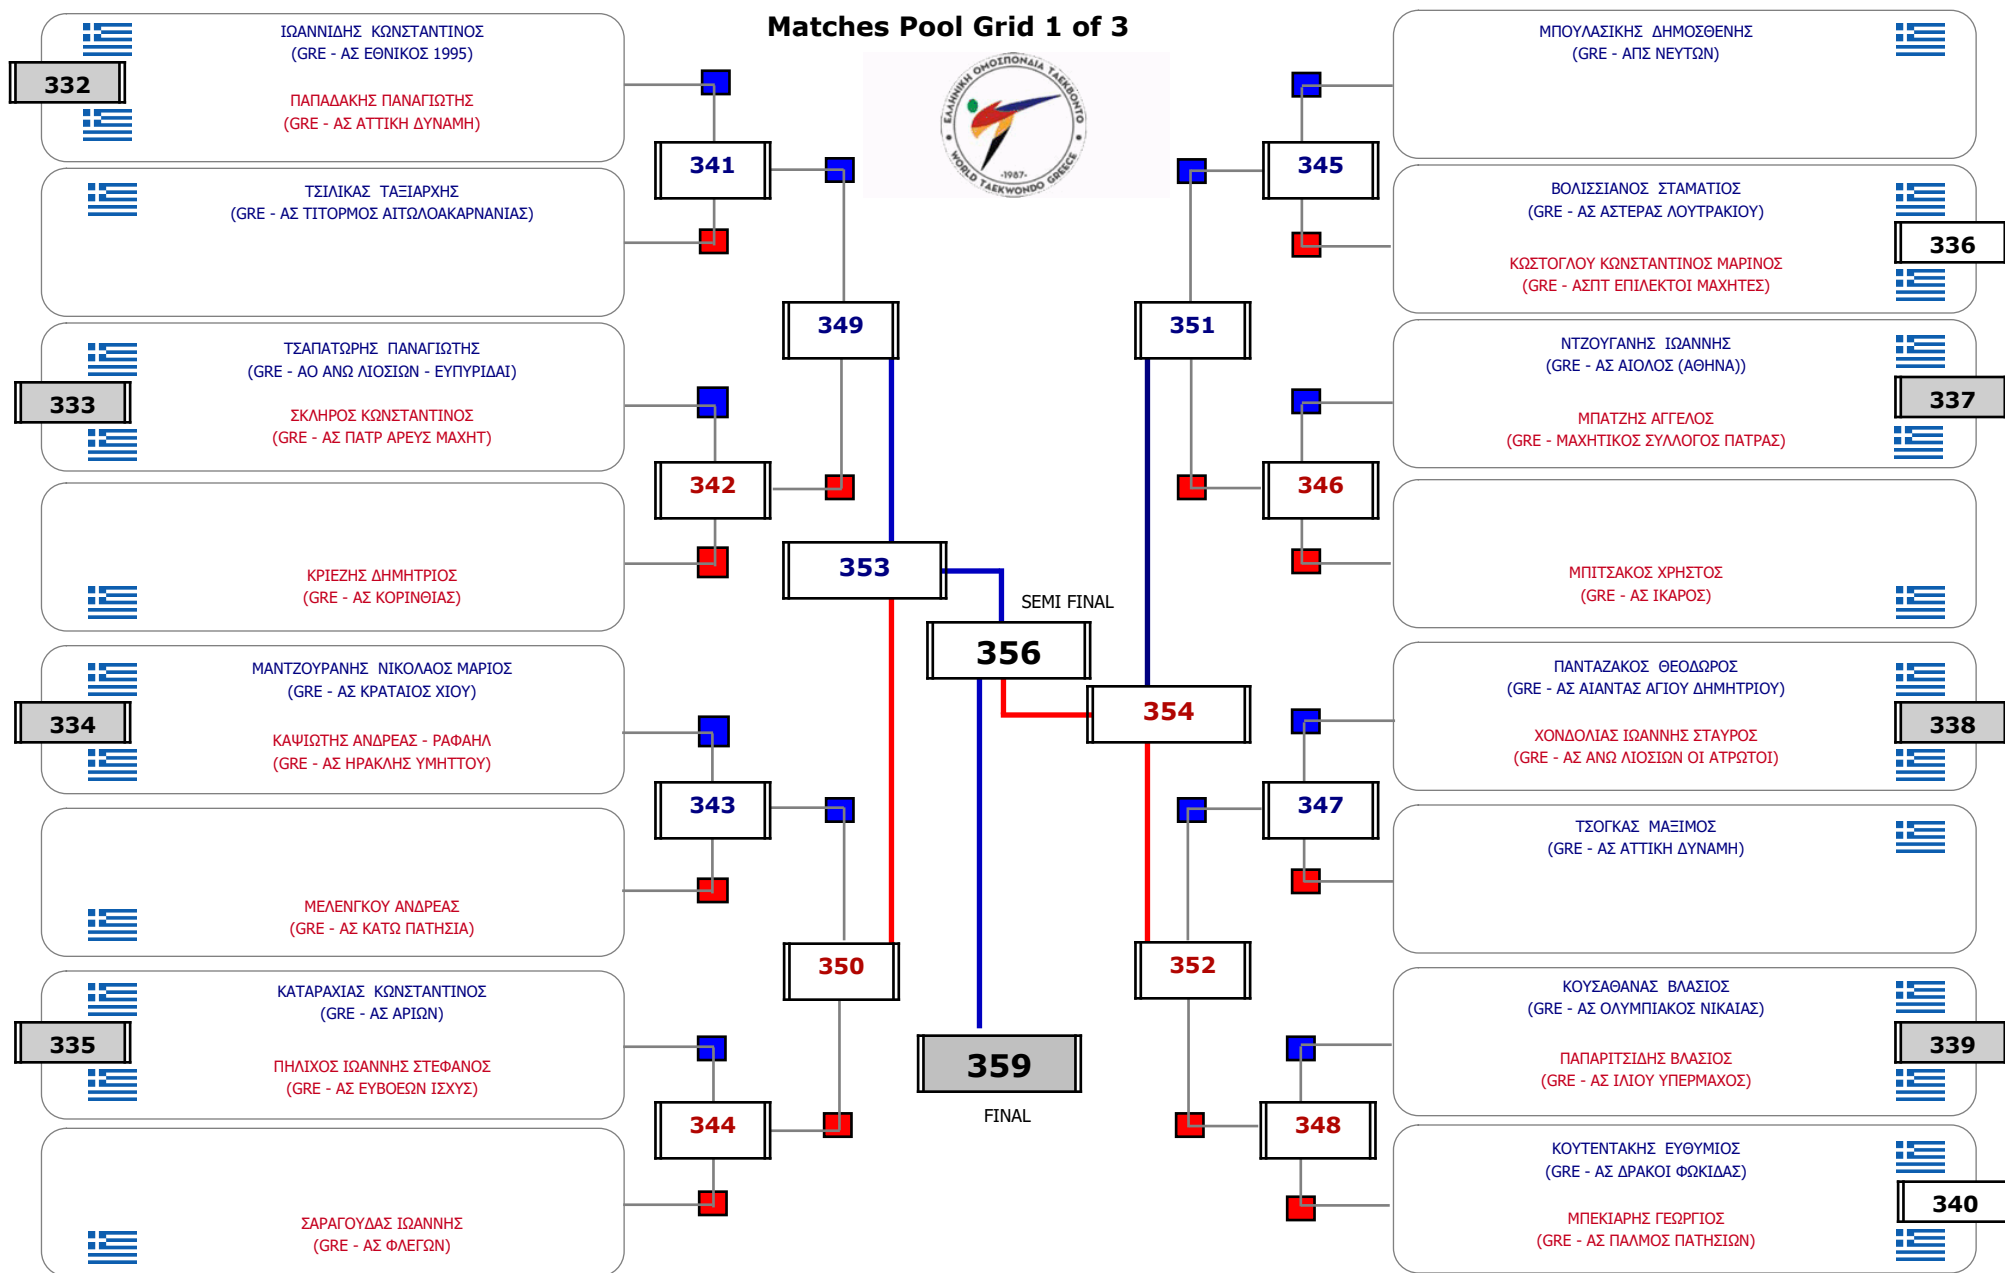 Matches Pool Grid 1 of 3
ΕΛΛΗΝΙΚΗ ΟΜΟΣΠΟΝΔΙΑ ΤΑΕΚΒΟΝΤΟ
-1987-
WORLD TAEKWONDO GREECE
332
ΙΩΑΝΝΙΔΗΣ ΚΩΝΣΤΑΝΤΙΝΟΣ
(GRE - ΑΣ ΕΘΝΙΚΟΣ 1995)
ΠΑΠΑΔΑΚΗΣ ΠΑΝΑΓΙΩΤΗΣ
(GRE - ΑΣ ΑΤΤΙΚΗ ΔΥΝΑΜΗ)
ΤΣΙΛΙΚΑΣ ΤΑΞΙΑΡΧΗΣ
(GRE - ΑΣ ΤΙΤΟΡΜΟΣ ΑΙΤΩΛΟΑΚΑΡΝΑΝΙΑΣ)
333
ΤΣΑΠΑΤΩΡΗΣ ΠΑΝΑΓΙΩΤΗΣ
(GRE - ΑΟ ΑΝΩ ΛΙΟΣΙΩΝ - ΕΥΠΥΡΙΔΑΙ)
ΣΚΛΗΡΟΣ ΚΩΝΣΤΑΝΤΙΝΟΣ
(GRE - ΑΣ ΠΑΤΡ ΑΡΕΥΣ ΜΑΧΗΤ)
ΚΡΙΕΖΗΣ ΔΗΜΗΤΡΙΟΣ
(GRE - ΑΣ ΚΟΡΙΝΘΙΑΣ)
334
ΜΑΝΤΖΟΥΡΑΝΗΣ ΝΙΚΟΛΑΟΣ ΜΑΡΙΟΣ
(GRE - ΑΣ ΚΡΑΤΑΙΟΣ ΧΙΟΥ)
ΚΑΨΙΩΤΗΣ ΑΝΔΡΕΑΣ - ΡΑΦΑΗΛ
(GRE - ΑΣ ΗΡΑΚΛΗΣ ΥΜΗΤΤΟΥ)
ΜΕΛΕΝΓΚΟΥ ΑΝΔΡΕΑΣ
(GRE - ΑΣ ΚΑΤΩ ΠΑΤΗΣΙΑ)
335
ΚΑΤΑΡΑΧΙΑΣ ΚΩΝΣΤΑΝΤΙΝΟΣ
(GRE - ΑΣ ΑΡΙΩΝ)
ΠΗΛΙΧΟΣ ΙΩΑΝΝΗΣ ΣΤΕΦΑΝΟΣ
(GRE - ΑΣ ΕΥΒΟΕΩΝ ΙΣΧΥΣ)
ΣΑΡΑΓΟΥΔΑΣ ΙΩΑΝΝΗΣ
(GRE - ΑΣ ΦΛΕΓΩΝ)
341
342
343
344
349
350
353
SEMI FINAL
356
354
359
FINAL
351
352
345
346
347
348
ΜΠΟΥΛΑΣΙΚΗΣ ΔΗΜΟΣΘΕΝΗΣ
(GRE - ΑΠΣ ΝΕΥΤΩΝ)
ΒΟΛΙΣΣΙΑΝΟΣ ΣΤΑΜΑΤΙΟΣ
(GRE - ΑΣ ΑΣΤΕΡΑΣ ΛΟΥΤΡΑΚΙΟΥ)
336
ΚΩΣΤΟΓΛΟΥ ΚΩΝΣΤΑΝΤΙΝΟΣ ΜΑΡΙΝΟΣ
(GRE - ΑΣΠΤ ΕΠΙΛΕΚΤΟΙ ΜΑΧΗΤΕΣ)
ΝΤΖΟΥΓΑΝΗΣ ΙΩΑΝΝΗΣ
(GRE - ΑΣ ΑΙΟΛΟΣ (ΑΘΗΝΑ))
337
ΜΠΑΤΖΗΣ ΑΓΓΕΛΟΣ
(GRE - ΜΑΧΗΤΙΚΟΣ ΣΥΛΛΟΓΟΣ ΠΑΤΡΑΣ)
ΜΠΙΤΣΑΚΟΣ ΧΡΗΣΤΟΣ
(GRE - ΑΣ ΙΚΑΡΟΣ)
ΠΑΝΤΑΖΑΚΟΣ ΘΕΟΔΩΡΟΣ
(GRE - ΑΣ ΑΙΑΝΤΑΣ ΑΓΙΟΥ ΔΗΜΗΤΡΙΟΥ)
338
ΧΟΝΔΟΛΙΑΣ ΙΩΑΝΝΗΣ ΣΤΑΥΡΟΣ
(GRE - ΑΣ ΑΝΩ ΛΙΟΣΙΩΝ ΟΙ ΑΤΡΩΤΟΙ)
ΤΣΟΓΚΑΣ ΜΑΞΙΜΟΣ
(GRE - ΑΣ ΑΤΤΙΚΗ ΔΥΝΑΜΗ)
ΚΟΥΣΑΘΑΝΑΣ ΒΛΑΣΙΟΣ
(GRE - ΑΣ ΟΛΥΜΠΙΑΚΟΣ ΝΙΚΑΙΑΣ)
339
ΠΑΠΑΡΙΤΣΙΔΗΣ ΒΛΑΣΙΟΣ
(GRE - ΑΣ ΙΛΙΟΥ ΥΠΕΡΜΑΧΟΣ)
ΚΟΥΤΕΝΤΑΚΗΣ ΕΥΘΥΜΙΟΣ
(GRE - ΑΣ ΔΡΑΚΟΙ ΦΩΚΙΔΑΣ)
340
ΜΠΕΚΙΑΡΗΣ ΓΕΩΡΓΙΟΣ
(GRE - ΑΣ ΠΑΛΜΟΣ ΠΑΤΗΣΙΩΝ)